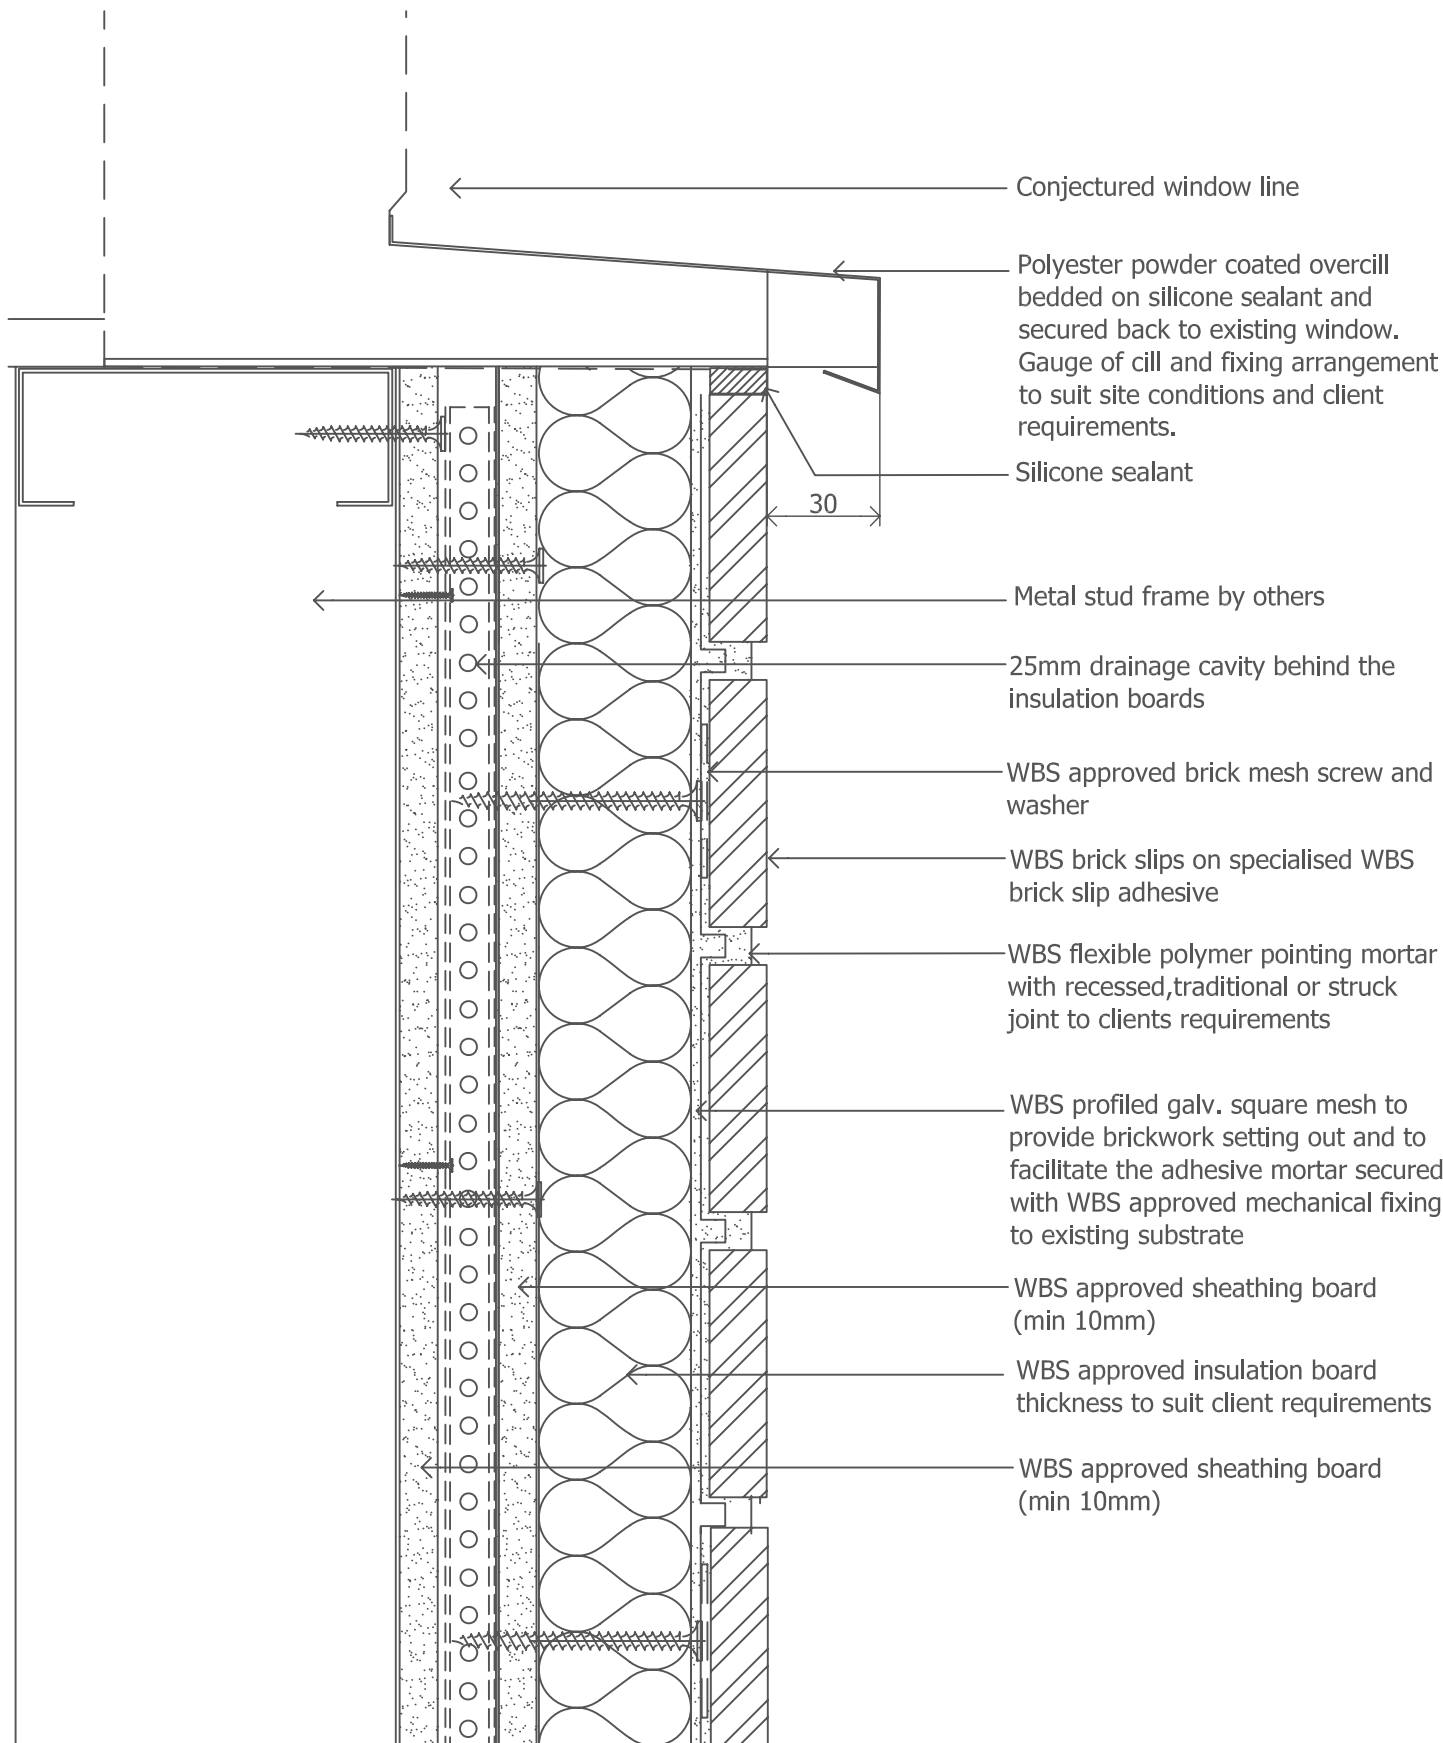 Conjectured window line
Polyester powder coated overcill
bedded on silicone sealant and
secured back to existing window.
Gauge of cill and fixing arrangement
to suit site conditions and client
requirements.
Silicone sealant
30
Metal stud frame by others
25mm drainage cavity behind the
insulation boards
WBS approved brick mesh screw and
washer
WBS brick slips on specialised WBS
brick slip adhesive
WBS flexible polymer pointing mortar
with recessed,traditional or struck
joint to clients requirements
WBS profiled galv. square mesh to
provide brickwork setting out and to
facilitate the adhesive mortar secured
with WBS approved mechanical fixing
to existing substrate
WBS approved sheathing board
(min 10mm)
WBS approved insulation board
thickness to suit client requirements
WBS approved sheathing board
(min 10mm)